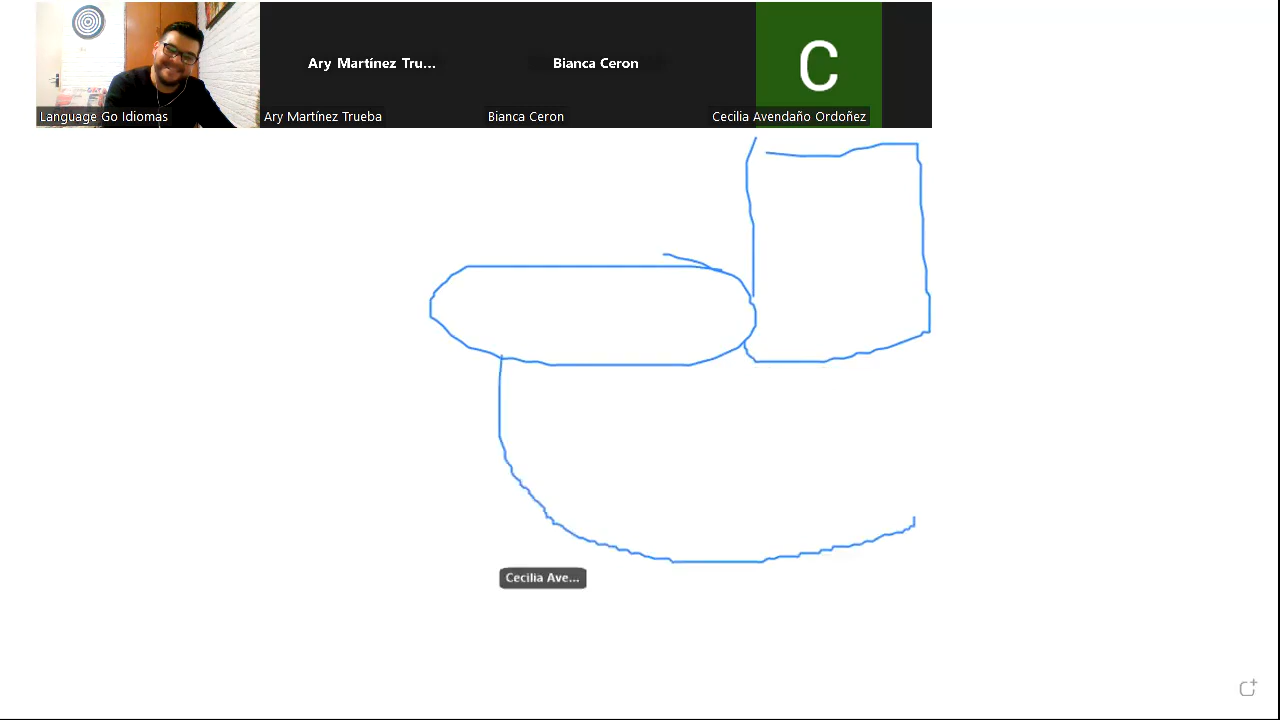 Ary Martínez Tru...
Bianca Ceron
C
Language Go Idiomas
Ary Martínez Trueba
Bianca Ceron
Cecilia Avendaño Ordoñez
Cecilia Ave...